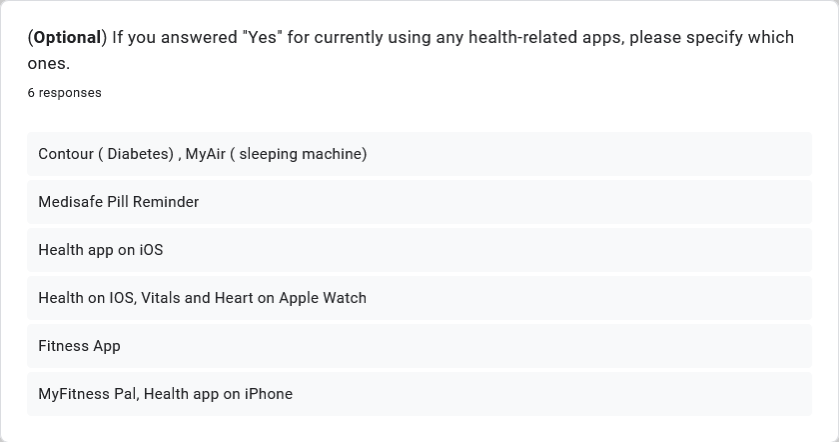 (Optional) If you answered "Yes" for currently using any health-related apps, please specify which
ones.
6 responses
Contour ( Diabetes) , MyAir ( sleeping machine)
Medisafe Pill Reminder
Health app on iOS
Health on IOS, Vitals and Heart on Apple Watch
Fitness App
MyFitness Pal, Health app on iPhone